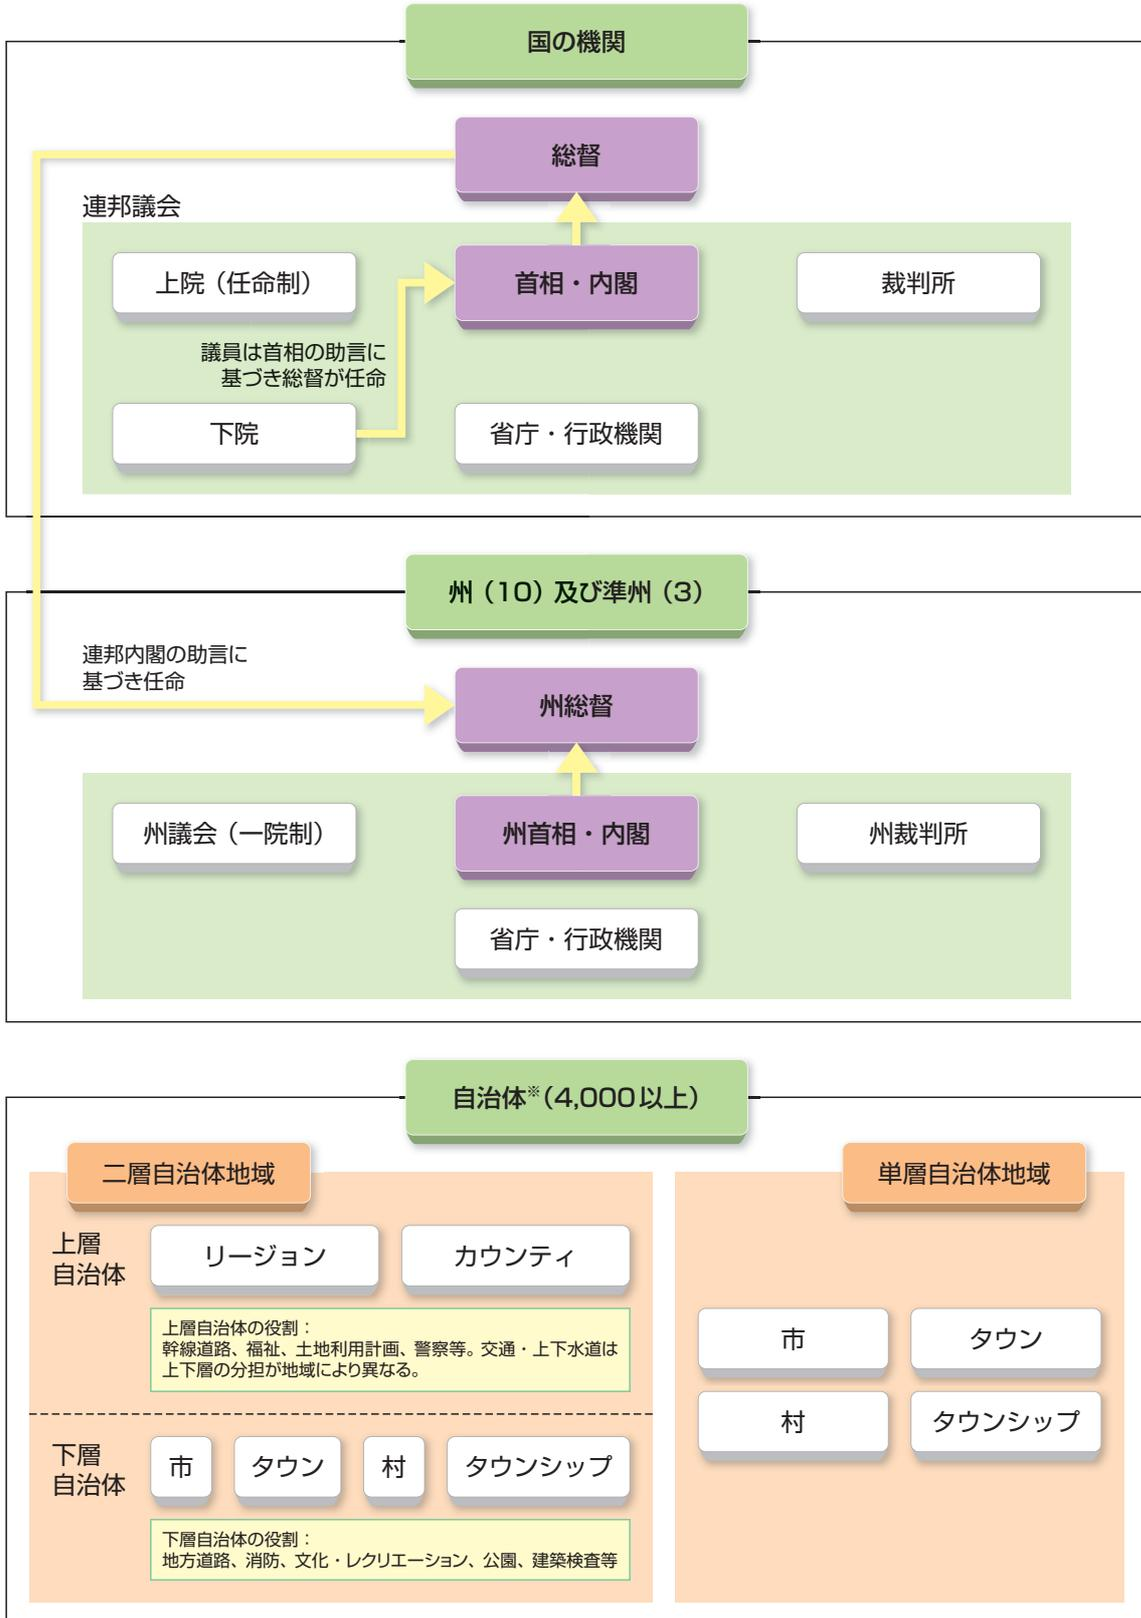 国の機関
総督
連邦議会
上院（任命制）
首相・内閣
裁判所
議員は首相の助言に
基づき総督が任命
下院
省庁・行政機関
州（10）及び準州（3）
連邦内閣の助言に
基づき任命
州総督
州議会（一院制）
州首相・内閣
州裁判所
省庁・行政機関
自治体※（4,000以上）
二層自治体地域
上層
自治体
リージョン
カウンティ
上層自治体の役割：
幹線道路、福祉、土地利用計画、警察等。交通・上下水道は
上下層の分担が地域により異なる。
下層
自治体
市
タウン
村
タウンシップ
下層自治体の役割：
地方道路、消防、文化・レクリエーション、公園、建築検査等
単層自治体地域
市
タウン
村
タウンシップ